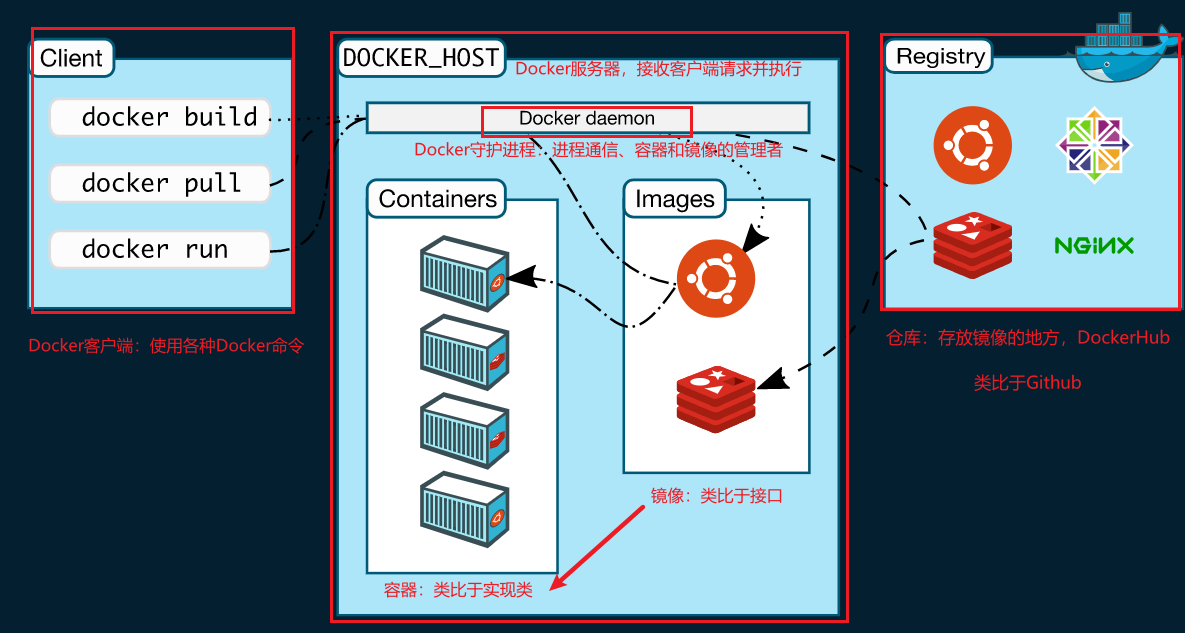 Client
docker build
docker pull
docker run
Docker客户端：使用各种Docker命令
DOCKER_HOST
Docker服务器，接收客户端请求并执行
Docker daemon
Docker守护进程：进程通信、容器和镜像的管理者
Containers
Images
镜像：类比于接口
容器：类比于实现类
Registry
NGINX
仓库：存放镜像的地方，DockerHub
类比于Github